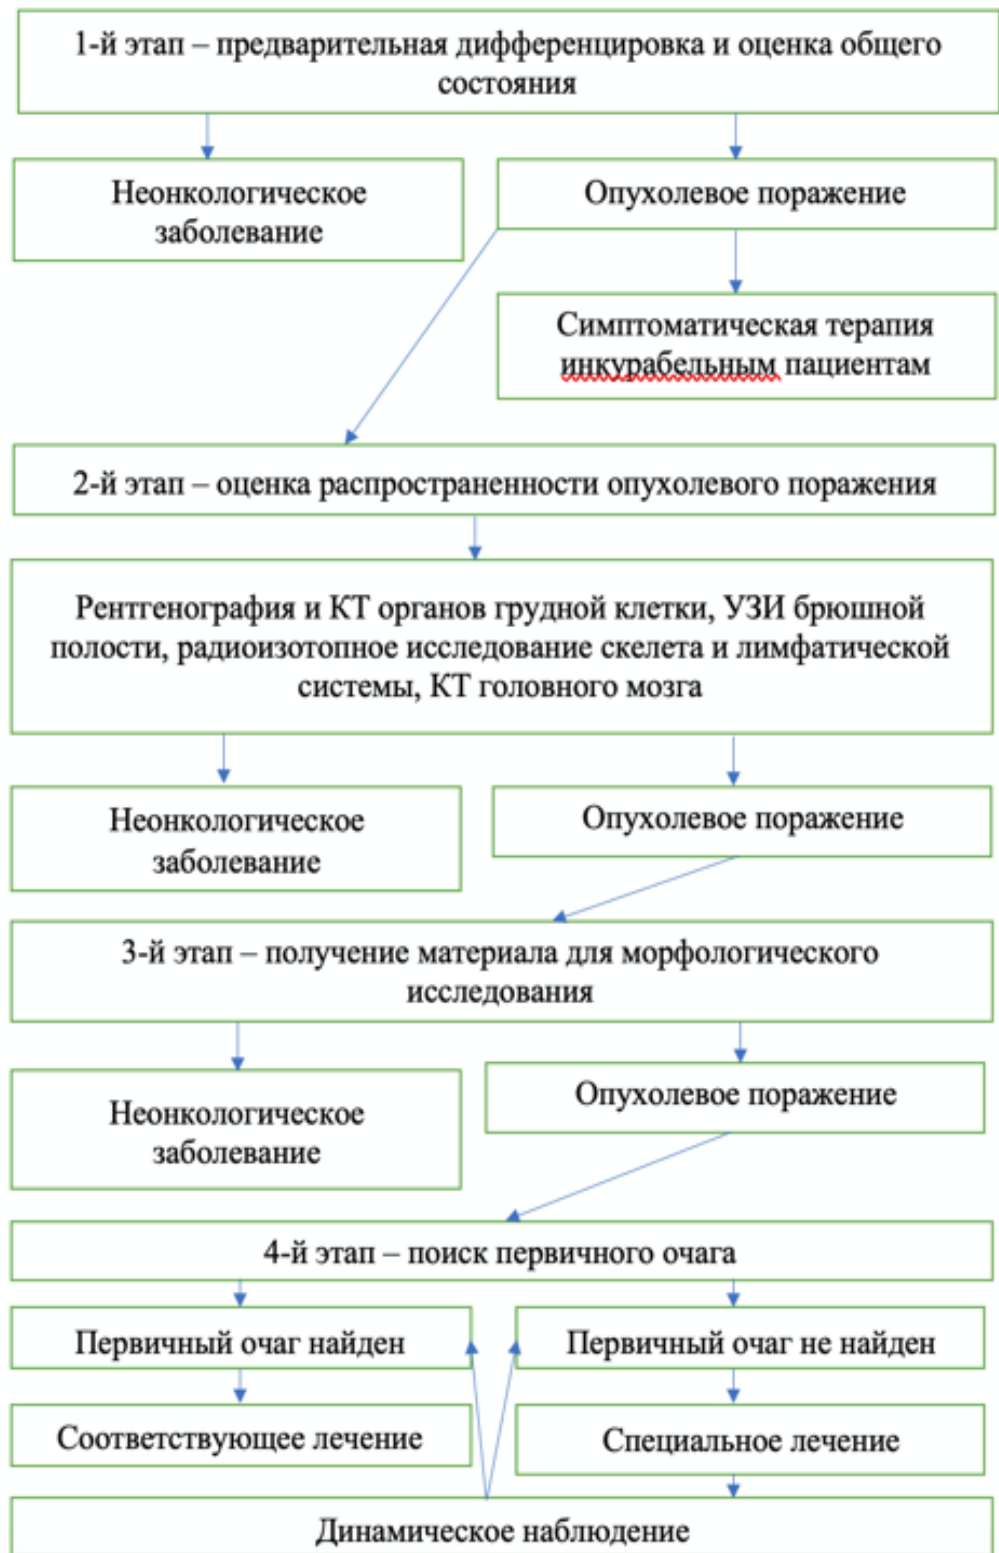 1-й этап – предварительная дифференцировка и оценка общего
состояния
Неонкологическое
заболевание
Опухолевое поражение
Симптоматическая терапия
инкурабельным пациентам
2-й этап – оценка распространенности опухолевого поражения
Рентгенография и КТ органов грудной клетки, УЗИ брюшной
полости, радиоизотопное исследование скелета и лимфатической
системы, КТ головного мозга
Неонкологическое
заболевание
Опухолевое поражение
3-й этап – получение материала для морфологического
исследования
Неонкологическое
заболевание
Опухолевое поражение
4-й этап – поиск первичного очага
Первичный очаг найден
Первичный очаг не найден
Соответствующее лечение
Специальное лечение
Динамическое наблюдение